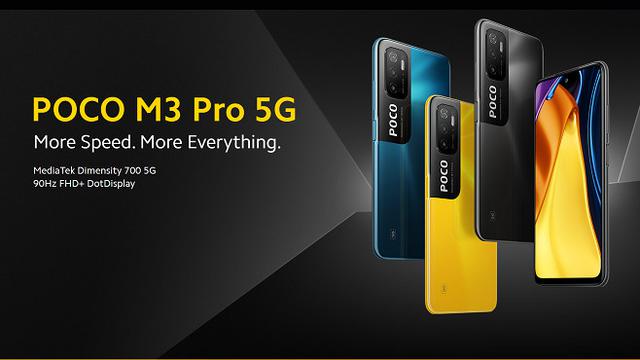 POCO M3 Pro 5G
More Speed. More Everything.
MediaTek Dimensity 700 5G
90Hz FHD+ DotDisplay
POCO
POCO
POCO